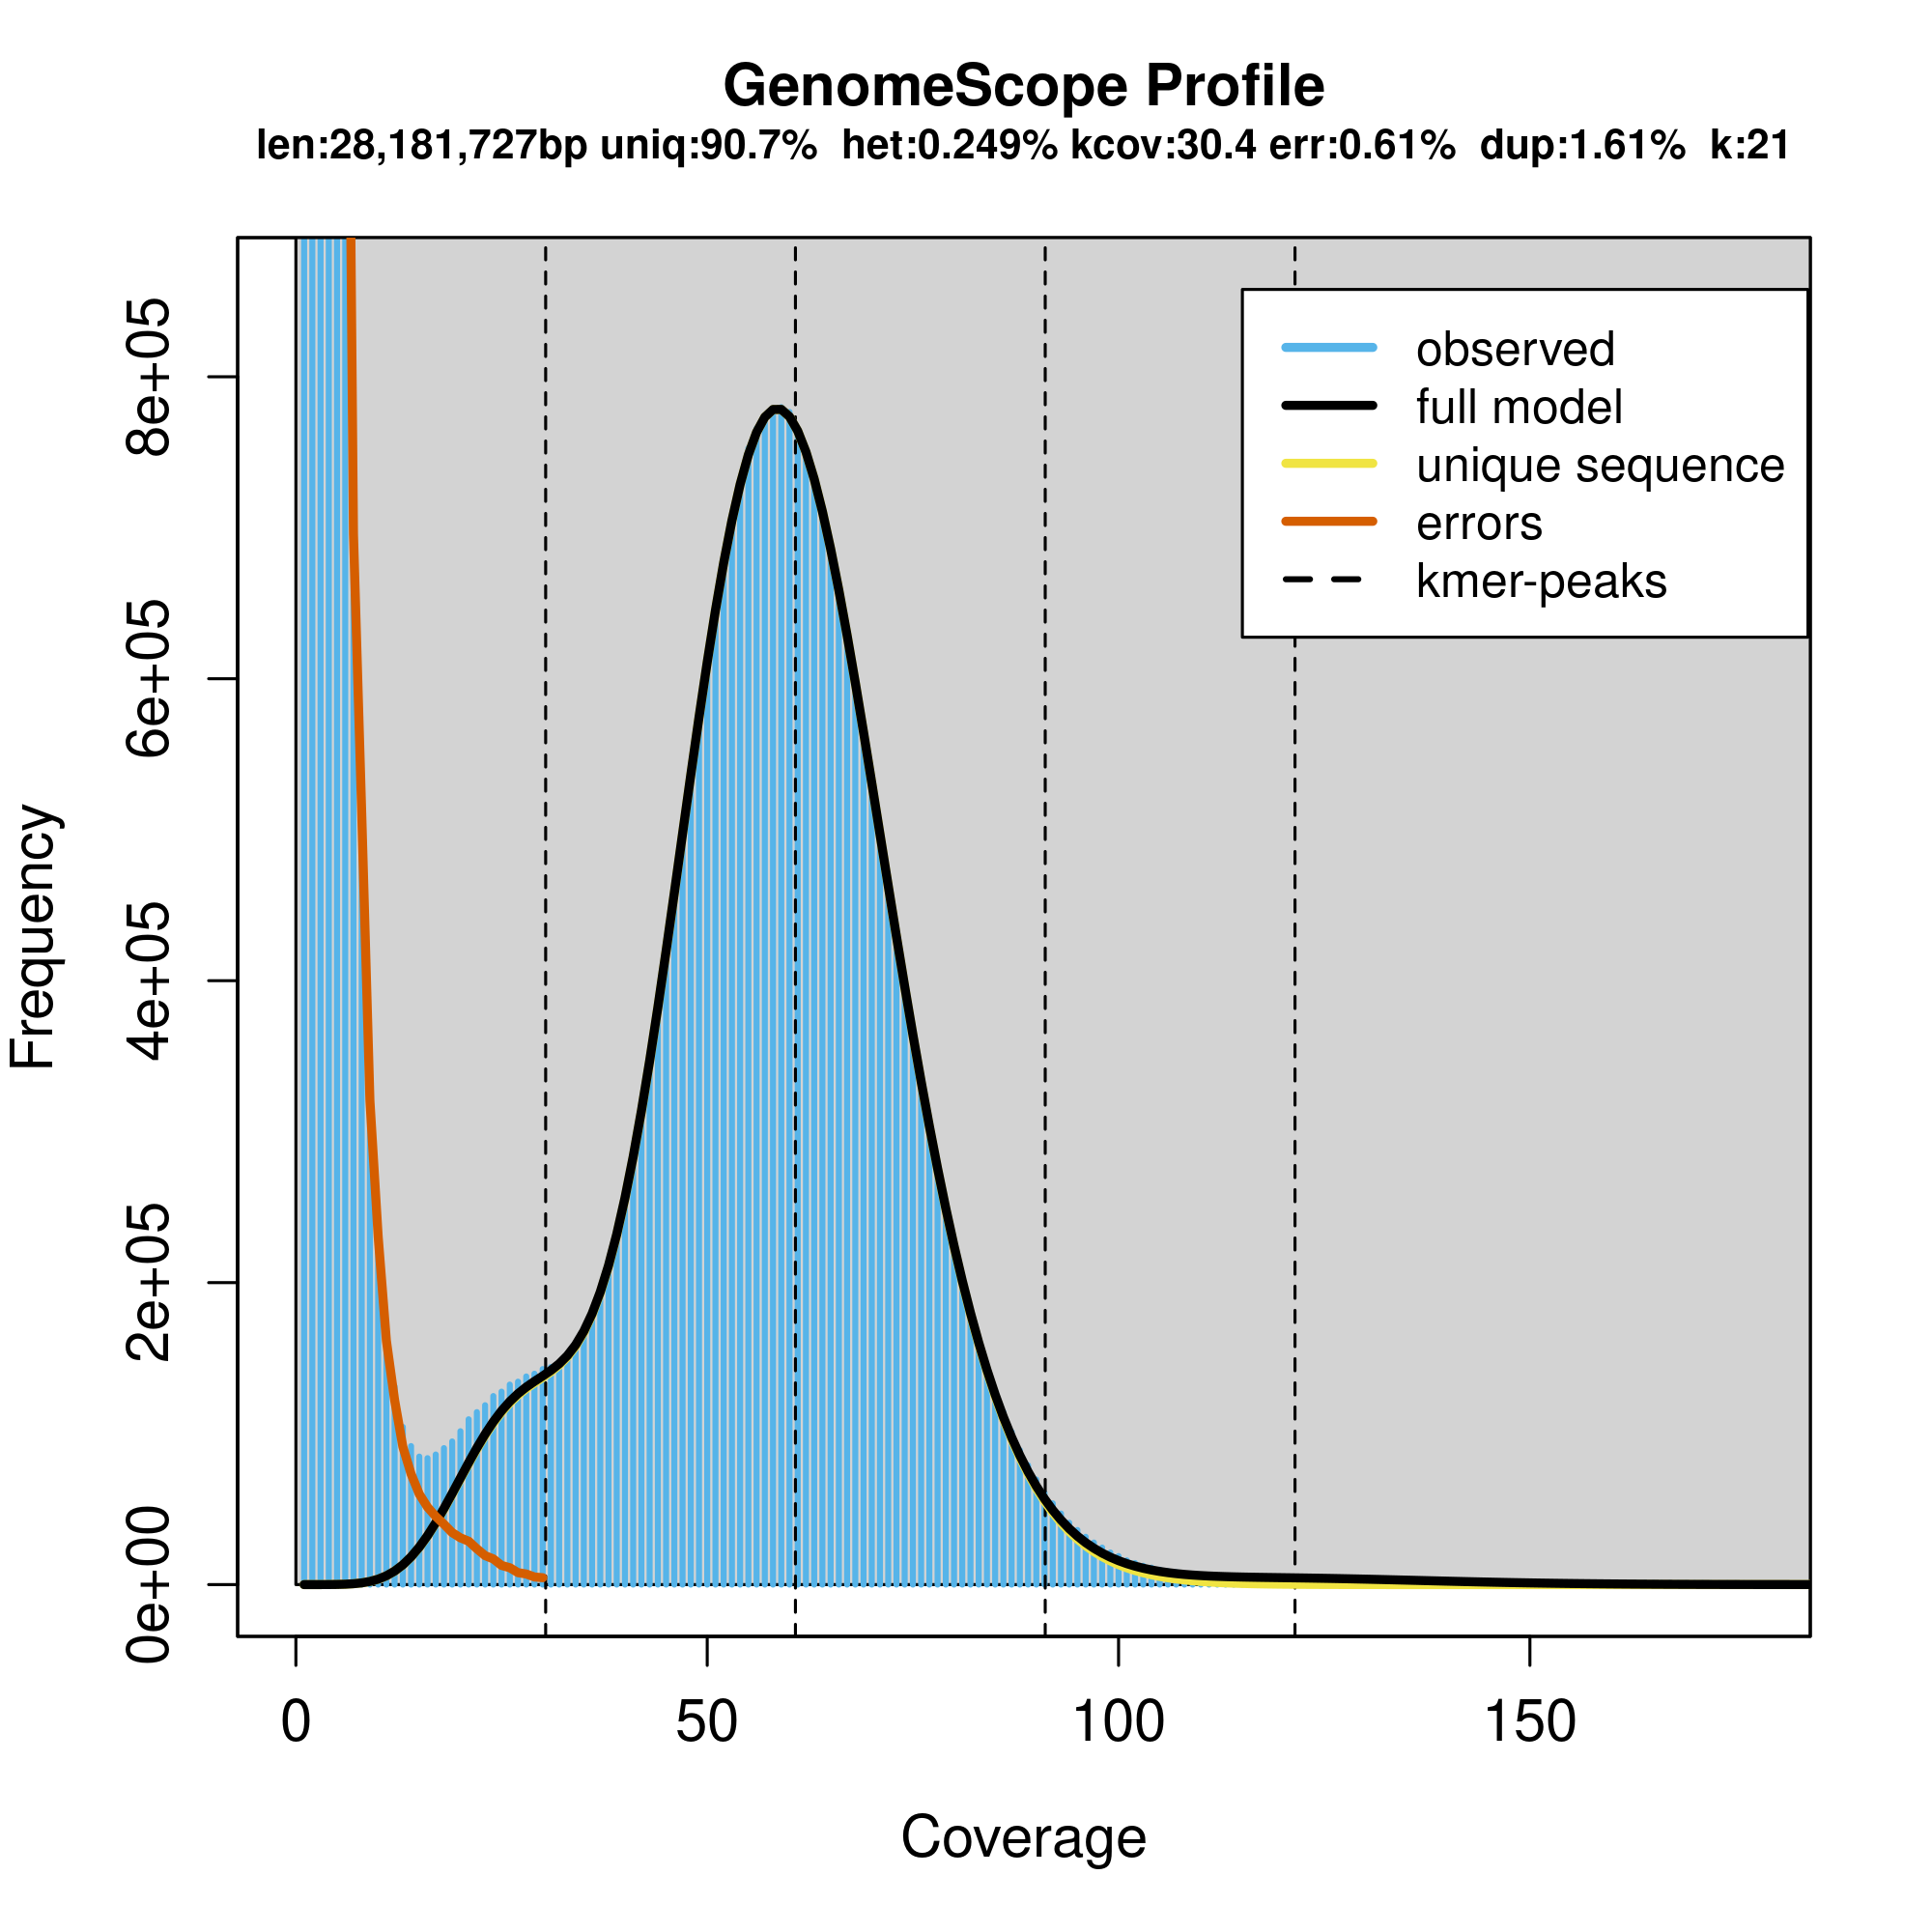 GenomeScope Profile
len:28,181,727bp uniq:90.7% het:0.249% kcov:30.4 err:0.61% dup:1.61% k:21
observed
full model
unique sequence
errors
kmer-peaks
Frequency
8e+05
6e+05
4e+05
2e+05
0e+00
0 50 100 150
Coverage